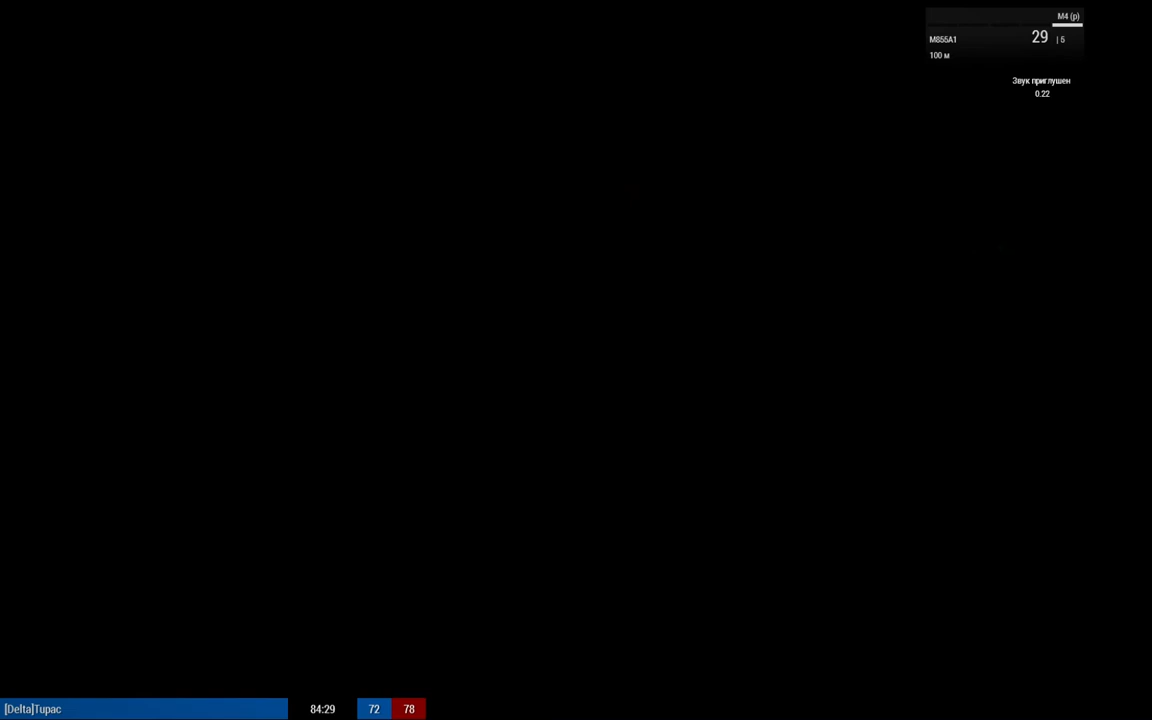 M4 (р)
M855A1 29 | 5
100 м
Звук приглушен
0.22
[Delta]Tupac 84:29 72 78